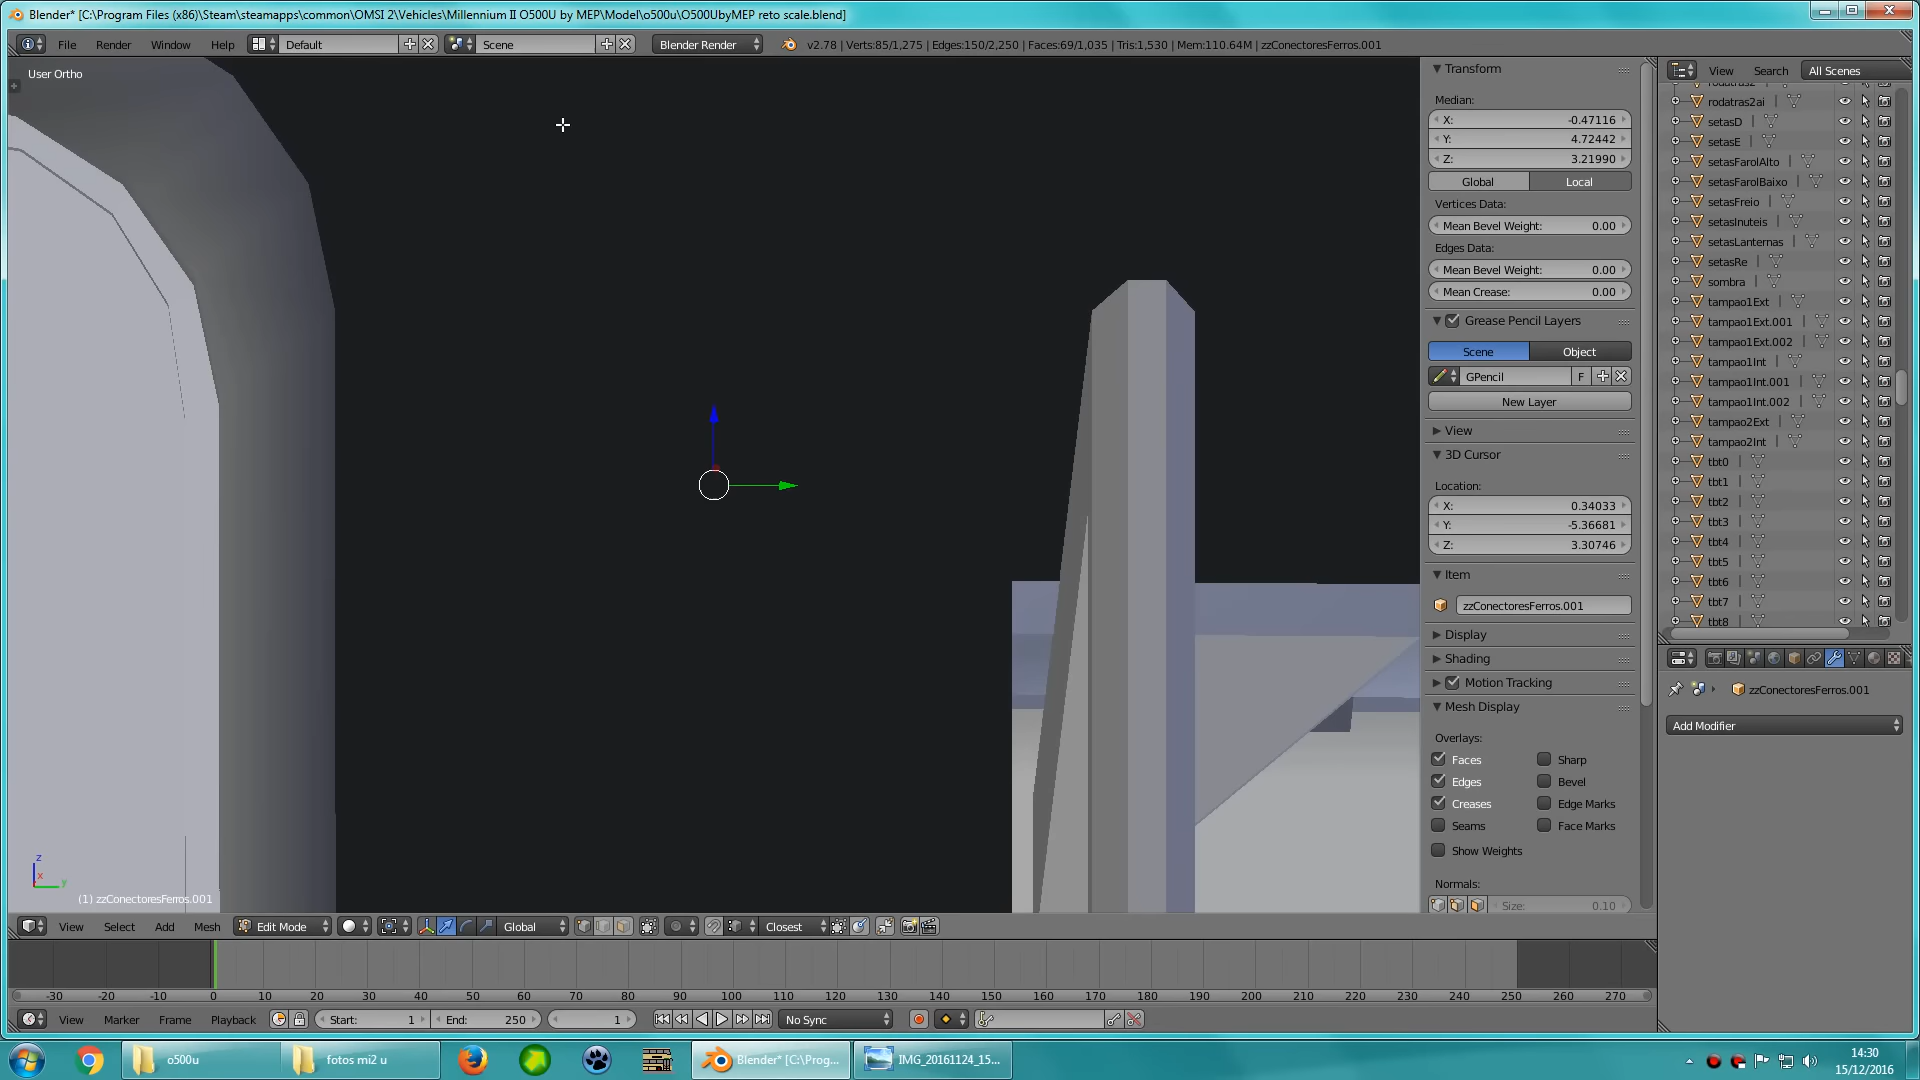 Blender* [C:\Program Files (x86)\Steam\steamapps\common\OMSI 2\Vehicles\Millennium II O500U by MEP\Model\o500u\O500UbyMEP reto scale.blend]
File Render Window Help Default Scene Blender Render v2.78 | Verts:85/1,275 | Edges:150/2,250 | Faces:69/1,035 | Tris:1,530 | Mem:110.64M | zzConectoresFerros.001
User Ortho
Transform
Median:
X: -0.47116
Y: 4.72442
Z: 3.21990
Global Local
Vertices Data:
Mean Bevel Weight: 0.00
Edges Data:
Mean Bevel Weight: 0.00
Mean Crease: 0.00
Grease Pencil Layers
Scene Object
GPencil F
New Layer
View
3D Cursor
Location:
X: 0.34033
Y: -5.36681
Z: 3.30746
Item
zzConectoresFerros.001
Display
Shading
Motion Tracking
Mesh Display
Overlays:
Faces Sharp
Edges Bevel
Creases Edge Marks
Seams Face Marks
Show Weights
Normals:
Size: 0.10
View Search All Scenes
rodatras2
rodatras2ai
setasD
setasE
setasFarolAlto
setasFarolBaixo
setasFreio
setasInuteis
setasLanternas
setasRe
sombra
tampao1Ext
tampao1Ext.001
tampao1Ext.002
tampao1Int
tampao1Int.001
tampao1Int.002
tampao2Ext
tampao2Int
tbt0
tbt1
tbt2
tbt3
tbt4
tbt5
tbt6
tbt7
tbt8
zzConectoresFerros.001
Add Modifier
z
x
y
(1) zzConectoresFerros.001
View Select Add Mesh Edit Mode Global Closest
-30 -20 -10 0 10 20 30 40 50 60 70 80 90 100 110 120 130 140 150 160 170 180 190 200 210 220 230 240 250 260 270
View Marker Frame Playback Start: 1 End: 250 1 No Sync
o500u fotos mi2 u Blender* [C:\Prog... IMG_20161124_15...
14:30
15/12/2016